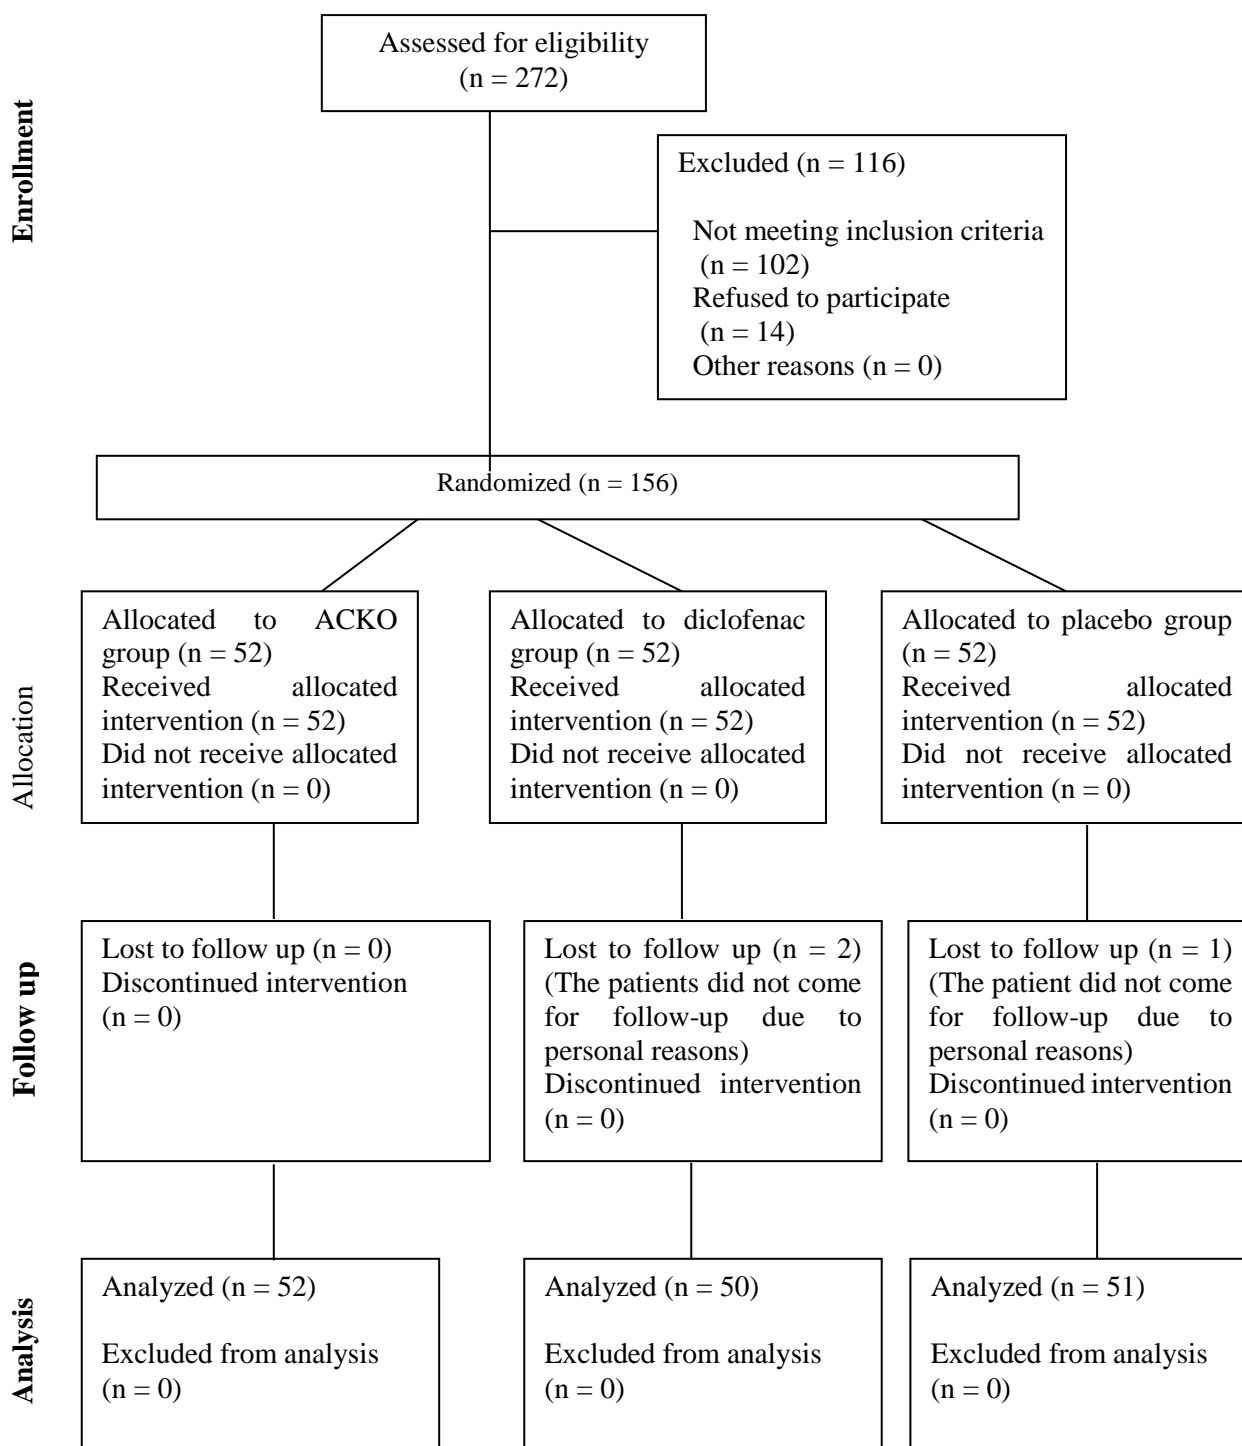 Assessed for eligibility
(n = 272)
Enrollment
Excluded (n = 116)
Not meeting inclusion criteria
(n = 102)
Refused to participate
(n = 14)
Other reasons (n = 0)
Randomized (n = 156)
Allocation
Allocated to ACKO
group (n = 52)
Received allocated
intervention (n = 52)
Did not receive allocated
intervention (n = 0)
Allocated to diclofenac
group (n = 52)
Received allocated
intervention (n = 52)
Did not receive allocated
intervention (n = 0)
Allocated to placebo group
(n = 52)
Received allocated
intervention (n = 52)
Did not receive allocated
intervention (n = 0)
Follow up
Lost to follow up (n = 0)
Discontinued intervention
(n = 0)
Lost to follow up (n = 2)
(The patients did not come
for follow-up due to
personal reasons)
Discontinued intervention
(n = 0)
Lost to follow up (n = 1)
(The patient did not come
for follow-up due to
personal reasons)
Discontinued intervention
(n = 0)
Analysis
Analyzed (n = 52)
Excluded from analysis
(n = 0)
Analyzed (n = 50)
Excluded from analysis
(n = 0)
Analyzed (n = 51)
Excluded from analysis
(n = 0)